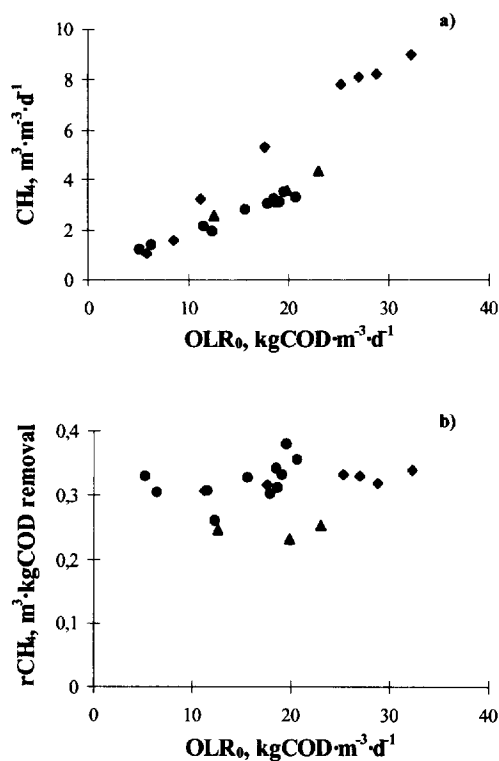 a)
CH₄, m³·m⁻³·d⁻¹
10
8
6
4
2
0
0 10 20 30 40
OLR₀, kgCOD·m⁻³·d⁻¹
b)
rCH₄, m³·kgCOD removal
0,4
0,3
0,2
0,1
0
0 10 20 30 40
OLR₀, kgCOD·m⁻³·d⁻¹